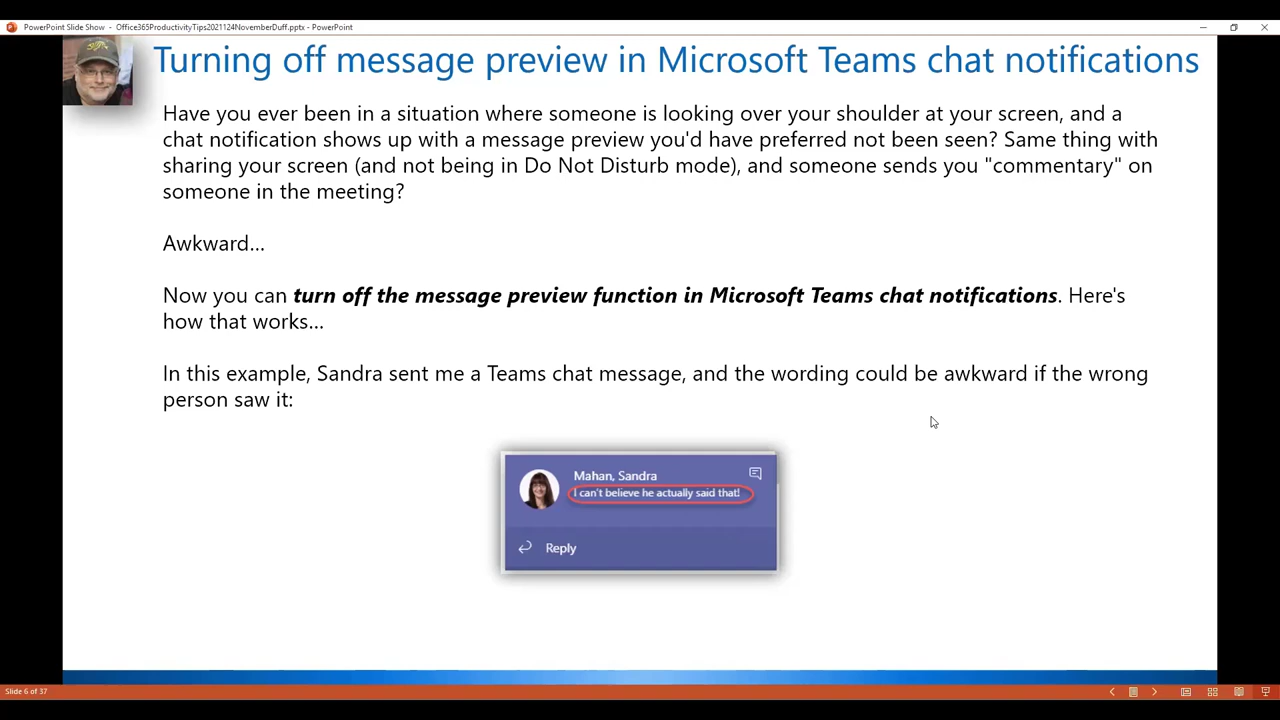 PowerPoint Slide Show - Office365ProductivityTips2021124NovemberDuff.pptx - PowerPoint
Turning off message preview in Microsoft Teams chat notifications
Have you ever been in a situation where someone is looking over your shoulder at your screen, and a
chat notification shows up with a message preview you'd have preferred not been seen? Same thing with
sharing your screen (and not being in Do Not Disturb mode), and someone sends you "commentary" on
someone in the meeting?
Awkward...
Now you can turn off the message preview function in Microsoft Teams chat notifications. Here's
how that works...
In this example, Sandra sent me a Teams chat message, and the wording could be awkward if the wrong
person saw it:
Mahan, Sandra
I can't believe he actually said that!
Reply
Slide 6 of 37